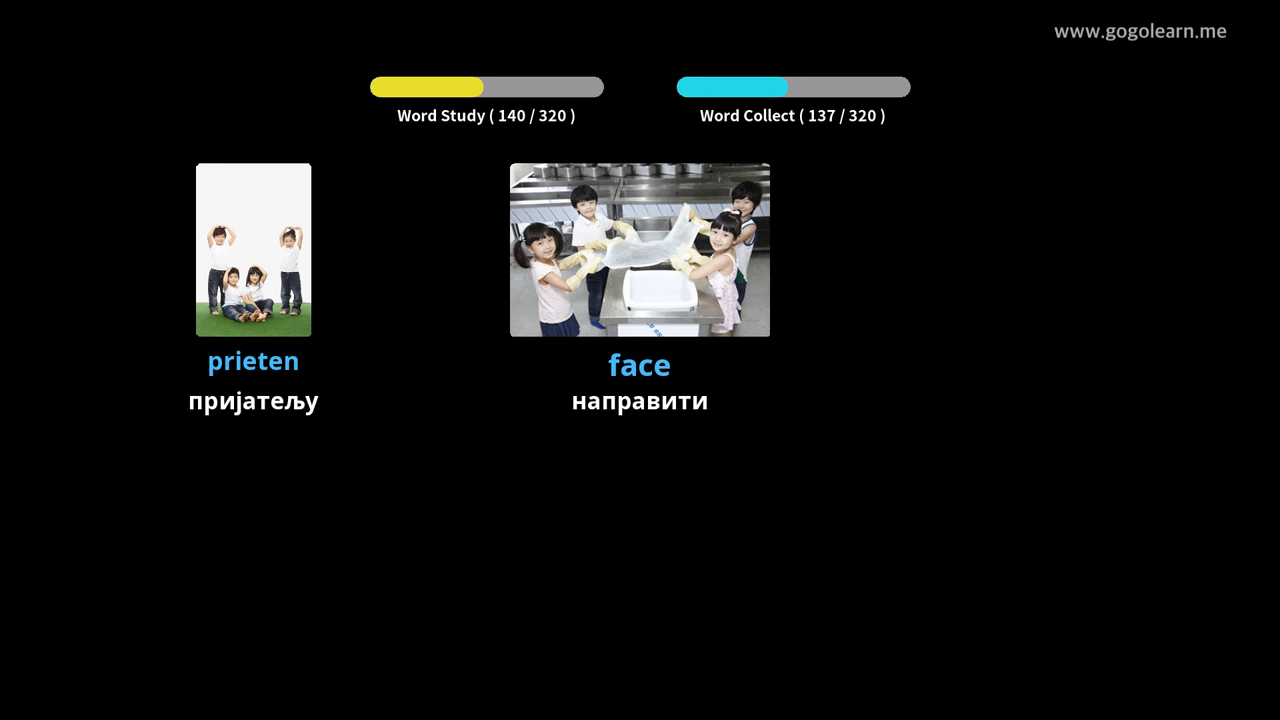 www.gogolearn.me
Word Study ( 140 / 320 )
Word Collect ( 137 / 320 )
prieten
пријатељу
face
направити